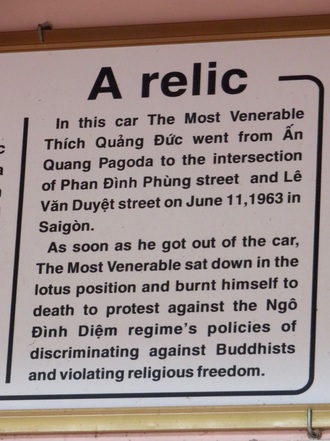 A relic
In this car The Most Venerable
Thích Quảng Đức went from Ấn
Quang Pagoda to the intersection
of Phan Đình Phùng street and Lê
Văn Duyệt street on June 11,1963 in
Saigòn.
As soon as he got out of the car,
The Most Venerable sat down in the
lotus position and burnt himself to
death to protest against the Ngô
Đình Diệm regime's policies of
discriminating against Buddhists
and violating religious freedom.